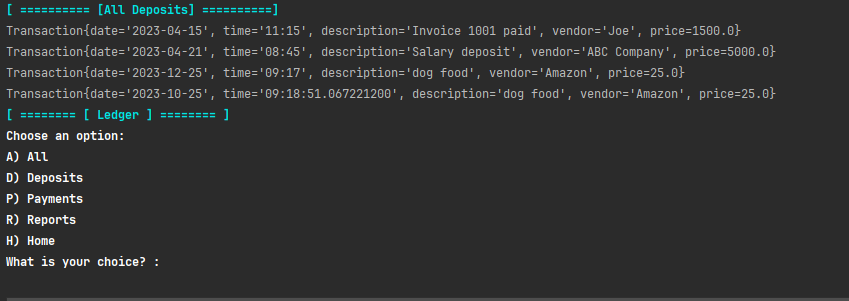 [ ========== [All Deposits] ==========]
Transaction{date='2023-04-15', time='11:15', description='Invoice 1001 paid', vendor='Joe', price=1500.0}
Transaction{date='2023-04-21', time='08:45', description='Salary deposit', vendor='ABC Company', price=5000.0}
Transaction{date='2023-12-25', time='09:17', description='dog food', vendor='Amazon', price=25.0}
Transaction{date='2023-10-25', time='09:18:51.067221200', description='dog food', vendor='Amazon', price=25.0}
[ ========= [ Ledger ] ======== ]
Choose an option:
A) All
D) Deposits
P) Payments
R) Reports
H) Home
What is your choice? :